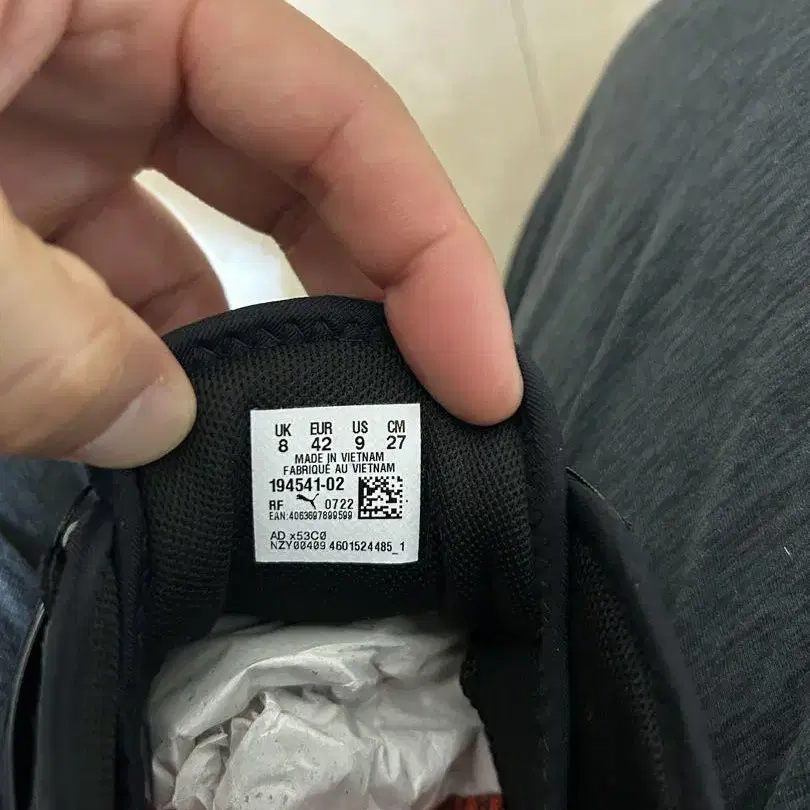 UK EUR US CM
8 42 9 27
MADE IN VIETNAM
FABRIQUÉ AU VIETNAM
194541-02
RF 0722
EAN:4063697899599
AD x53C0
NZY00409 4601524485_1